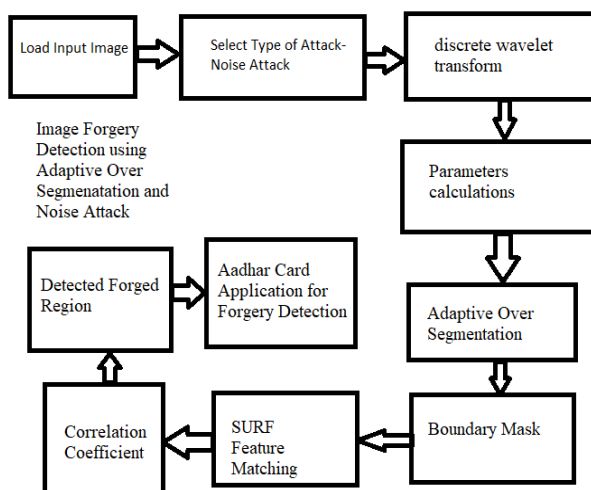 Load Input Image
Select Type of Attack-
Noise Attack
discrete wavelet
transform
Image Forgery
Detection using
Adaptive Over
Segmenatation and
Noise Attack
Parameters
calculations
Adaptive Over
Segmentation
Boundary Mask
SURF
Feature
Matching
Correlation
Coefficient
Detected Forged
Region
Aadhar Card
Application for
Forgery Detection